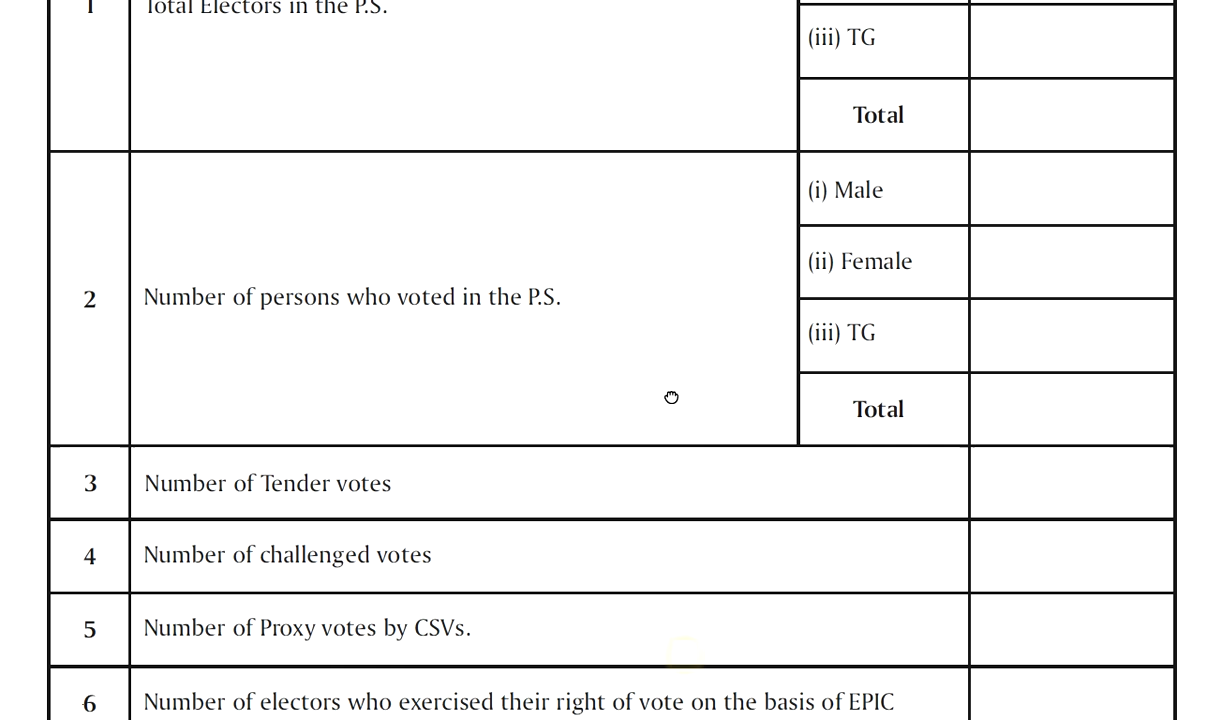 1 Total Electors in the P.S.
(iii) TG
Total
(i) Male
(ii) Female
2 Number of persons who voted in the P.S.
(iii) TG
Total
3 Number of Tender votes
4 Number of challenged votes
5 Number of Proxy votes by CSVs.
6 Number of electors who exercised their right of vote on the basis of EPIC